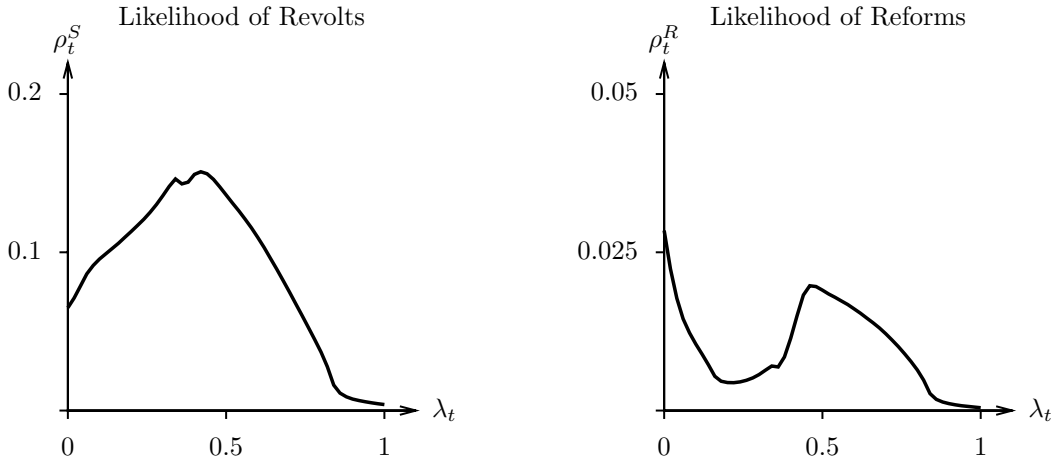 Likelihood of Revolts
ρ_t^S
0.2
0.1
λ_t
0 0.5 1
Likelihood of Reforms
ρ_t^R
0.05
0.025
λ_t
0 0.5 1